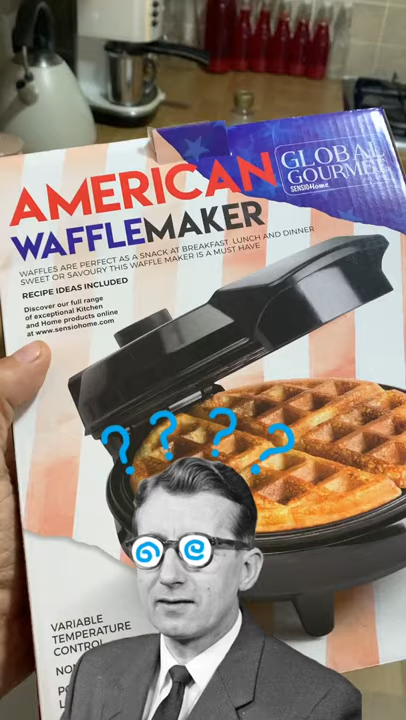 AMERICAN
WAFFLEMAKER
GLOBAL
GOURMET
SENSIOHome
WAFFLES ARE PERFECT AS A SNACK AT BREAKFAST, LUNCH AND DINNER
SWEET OR SAVOURY THIS WAFFLE MAKER IS A MUST HAVE
RECIPE IDEAS INCLUDED
Discover our full range
of exceptional Kitchen
and Home products online
at www.sensiohome.com
? ? ? ?
VARIABLE
TEMPERATURE
CONTROL